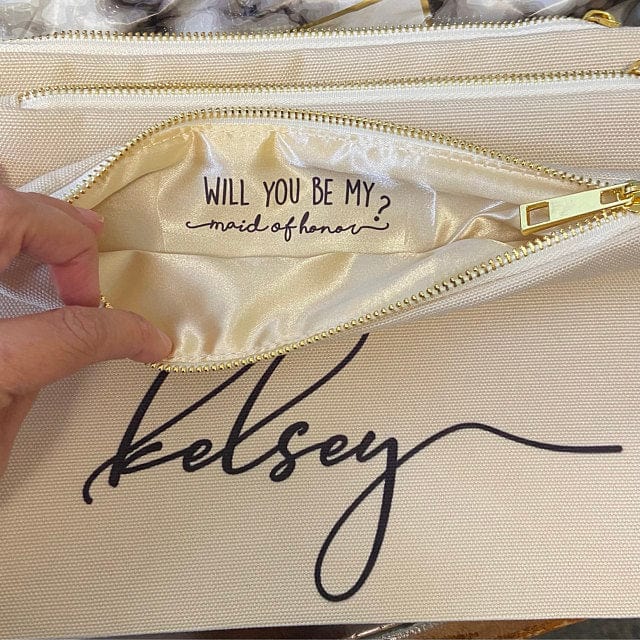 WILL YOU BE MY
maid of honor?
kelsey